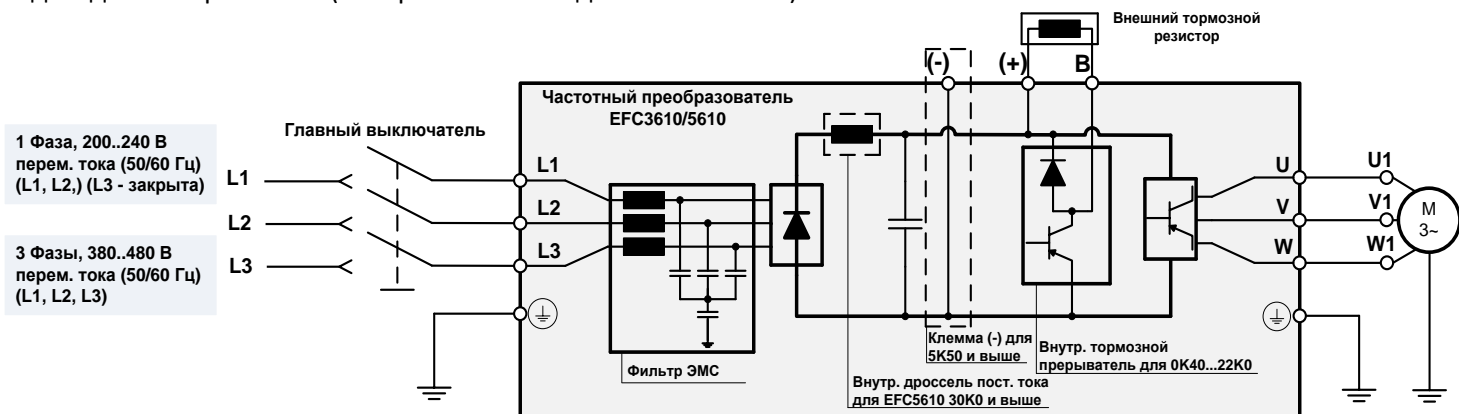 Внешний тормозной
резистор
(-)
(+)
B
Частотный преобразователь
EFC3610/5610
Главный выключатель
1 Фаза, 200..240 В
перем. тока (50/60 Гц)
(L1, L2,) (L3 - закрыта)
3 Фазы, 380..480 В
перем. тока (50/60 Гц)
(L1, L2, L3)
L1
L2
L3
L1
L2
L3
U
V
W
U1
V1
W1
M
3~
Фильтр ЭМС
Клемма (-) для
5K50 и выше
Внутр. тормозной
прерыватель для 0K40...22K0
Внутр. дроссель пост. тока
для EFC5610 30K0 и выше